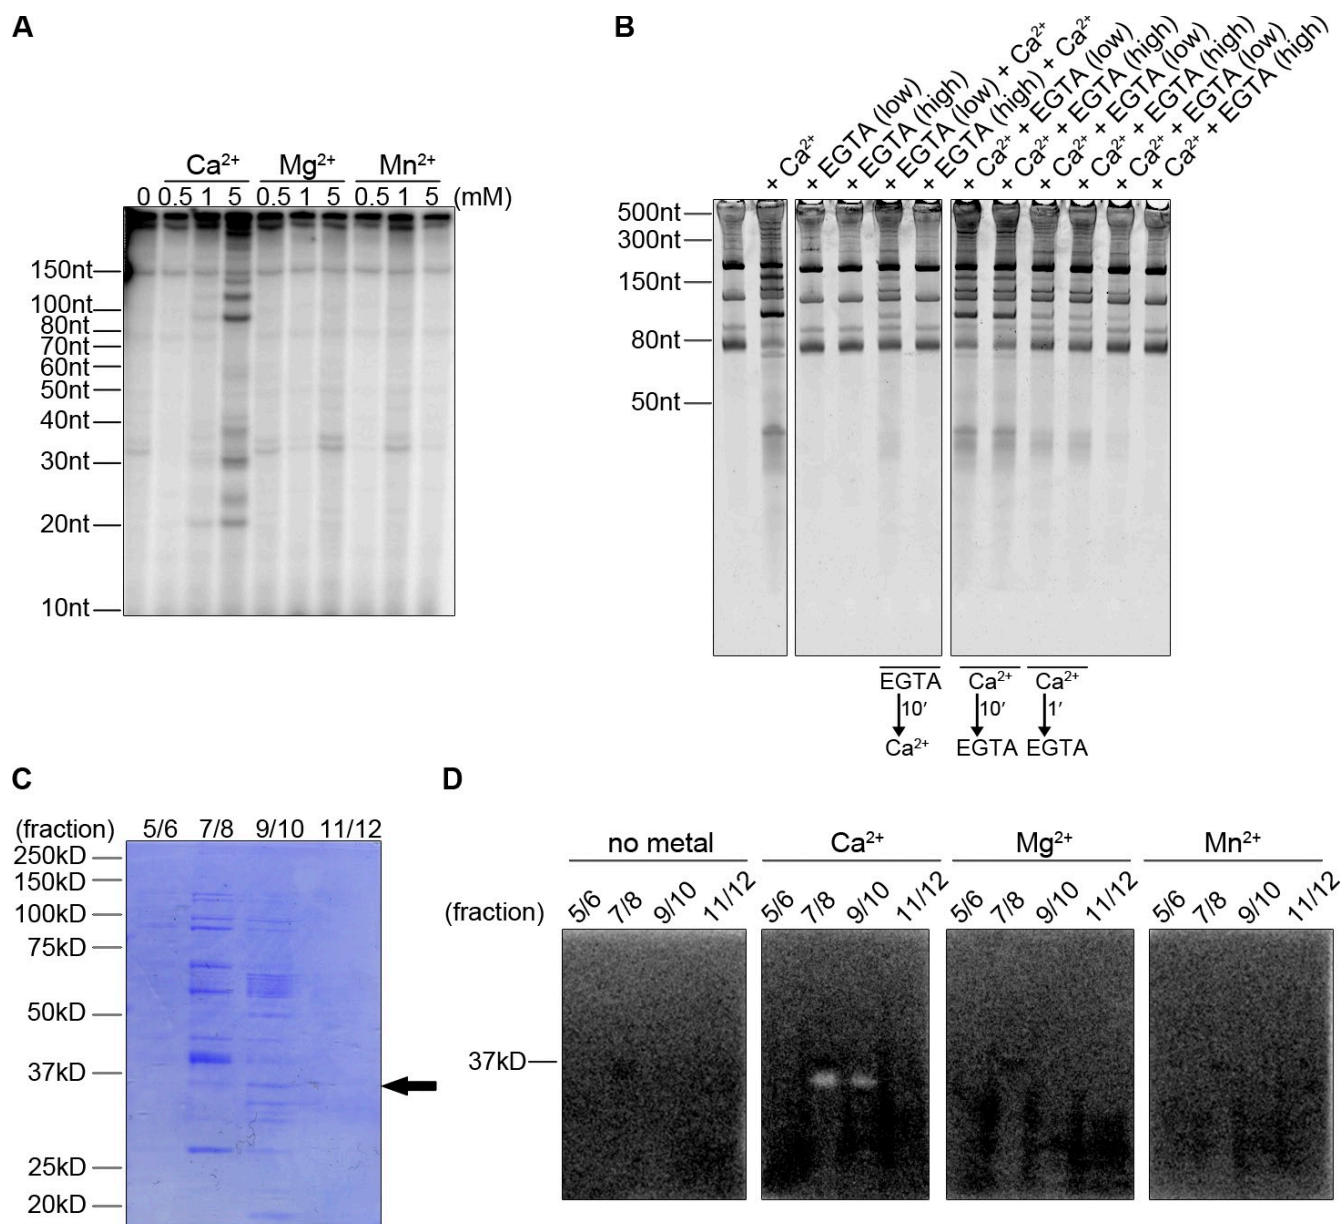 A
Ca²⁺ Mg²⁺ Mn²⁺
0 0.5 1 5 0.5 1 5 0.5 1 5 (mM)
150nt
100nt
80nt
70nt
60nt
50nt
40nt
30nt
20nt
10nt
B
+ Ca²⁺
+ EGTA (low)
+ EGTA (high)
+ EGTA (low) + Ca²⁺
+ EGTA (high) + Ca²⁺
+ Ca²⁺ + EGTA (low)
+ Ca²⁺ + EGTA (high)
+ Ca²⁺ + EGTA (low)
+ Ca²⁺ + EGTA (high)
+ Ca²⁺ + EGTA (low)
+ Ca²⁺ + EGTA (high)
500nt
300nt
150nt
80nt
50nt
EGTA Ca²⁺ Ca²⁺
10′ 10′ 1′
Ca²⁺ EGTA EGTA
C
(fraction) 5/6 7/8 9/10 11/12
250kD
150kD
100kD
75kD
50kD
37kD
25kD
20kD
D
no metal Ca²⁺ Mg²⁺ Mn²⁺
(fraction) 5/6 7/8 9/10 11/12 5/6 7/8 9/10 11/12 5/6 7/8 9/10 11/12 5/6 7/8 9/10 11/12
37kD